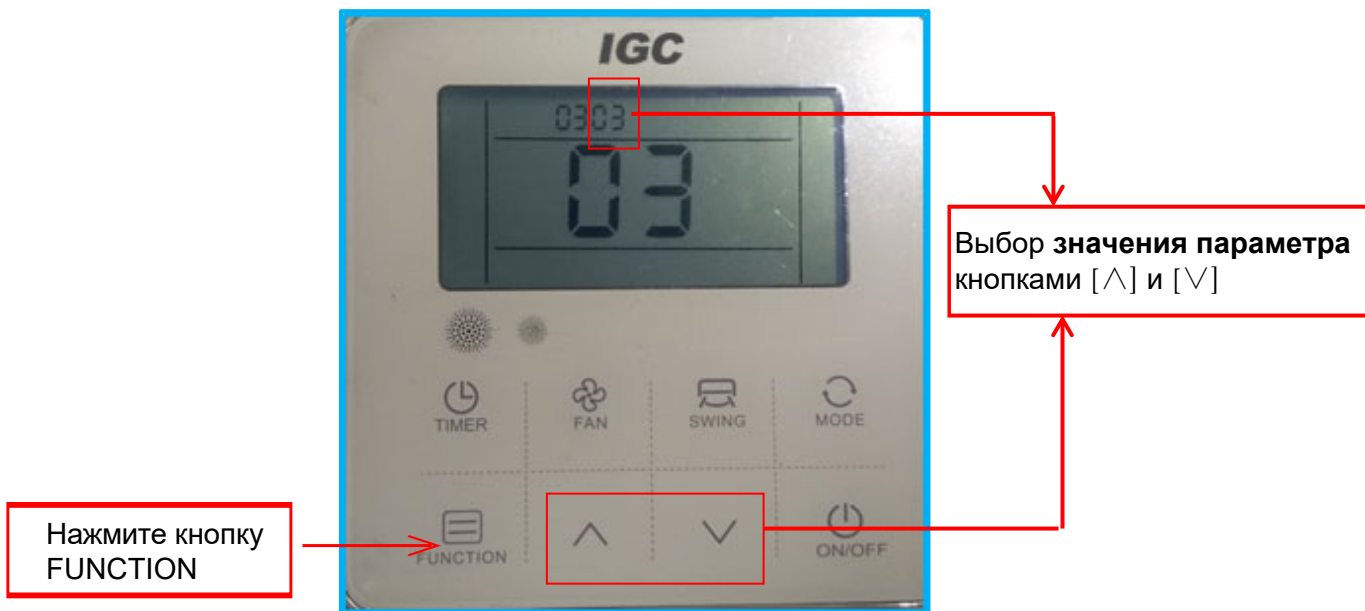 IGC
0303
03
Выбор значения параметра
кнопками [∧] и [∨]
TIMER
FAN
SWING
MODE
Нажмите кнопку
FUNCTION
FUNCTION
ON/OFF